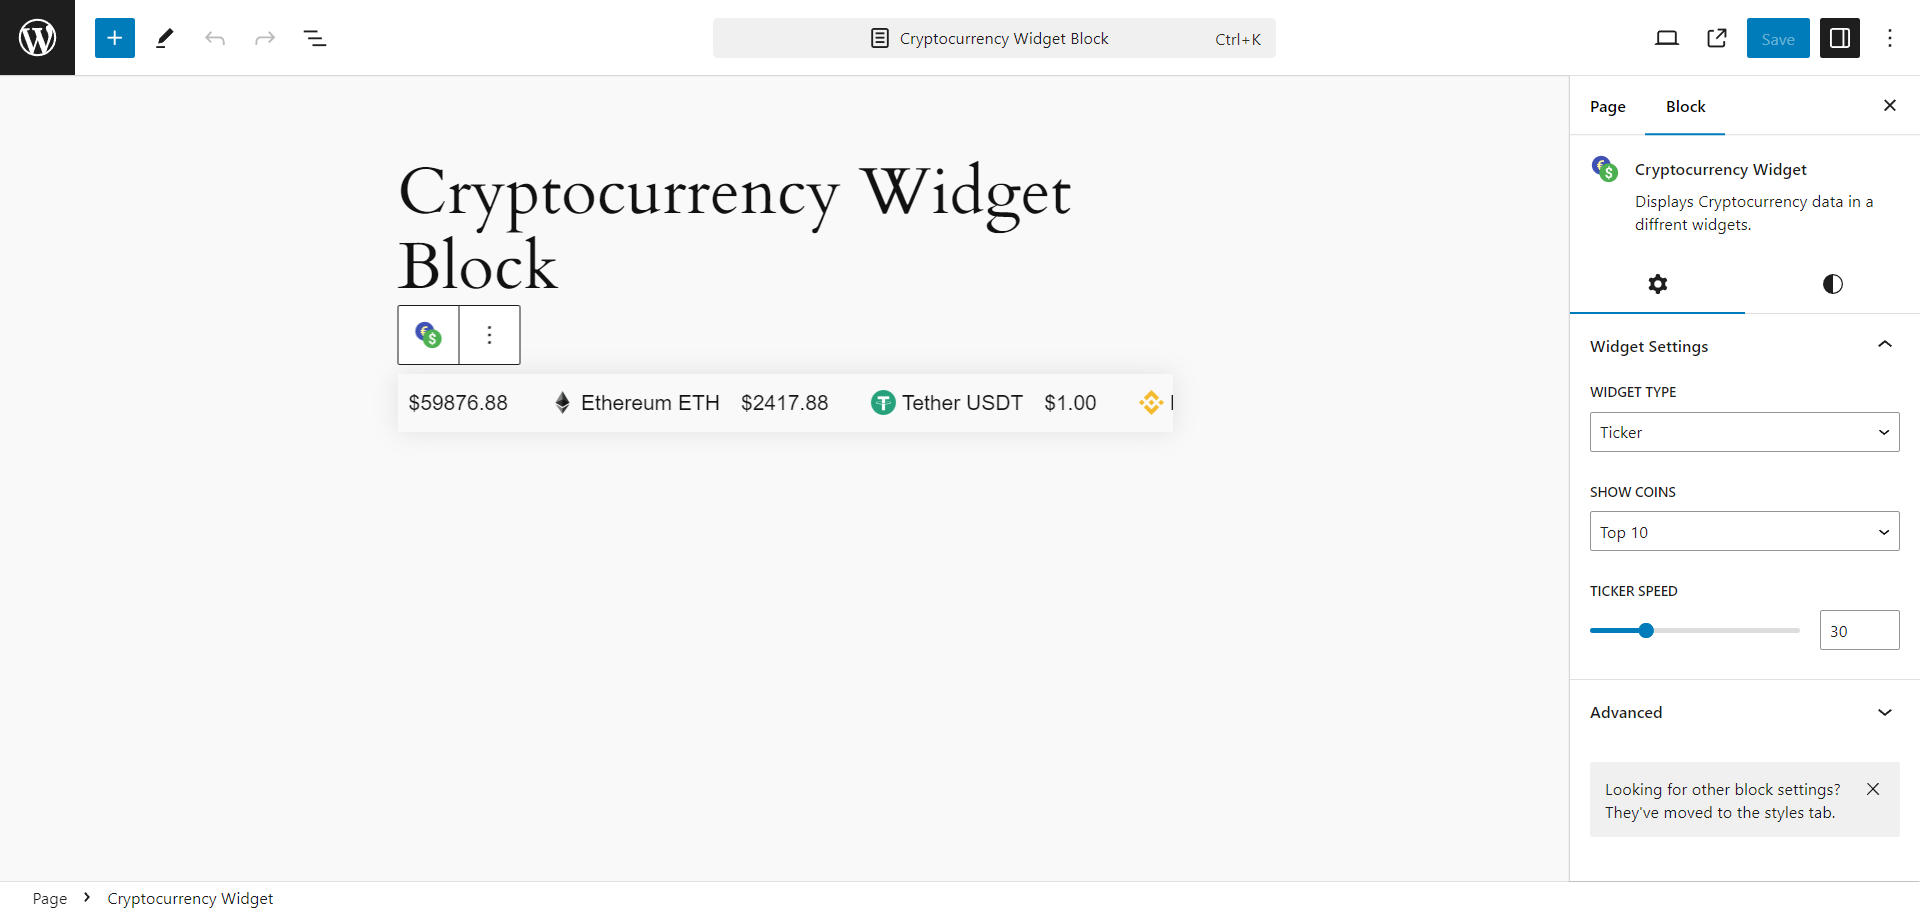 Cryptocurrency Widget Block Ctrl+K
Save
Page Block
Cryptocurrency Widget
Displays Cryptocurrency data in a
diffrent widgets.
Cryptocurrency Widget
Block
$59876.88 Ethereum ETH $2417.88 Tether USDT $1.00
Widget Settings
WIDGET TYPE
Ticker
SHOW COINS
Top 10
TICKER SPEED
30
Advanced
Looking for other block settings?
They've moved to the styles tab.
Page Cryptocurrency Widget